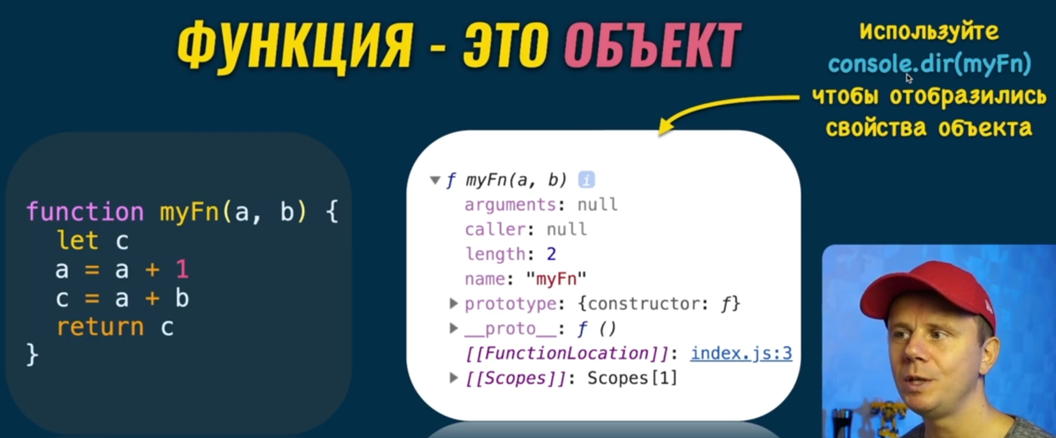 ФУНКЦИЯ - ЭТО ОБЪЕКТ
Используйте
console.dir(myFn)
чтобы отобразились
свойства объекта
function myFn(a, b) {
let c
a = a + 1
c = a + b
return c
}
ƒ myFn(a, b) i
arguments: null
caller: null
length: 2
name: "myFn"
prototype: {constructor: ƒ}
__proto__: ƒ ()
[[FunctionLocation]]: index.js:3
[[Scopes]]: Scopes[1]